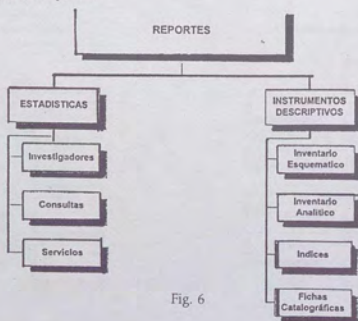 REPORTES
ESTADISTICAS
Investigadores
Consultas
Servicios
INSTRUMENTOS
DESCRIPTIVOS
Inventario
Esquematico
Inventario
Analitico
Indices
Fichas
Catalográficas
Fig. 6